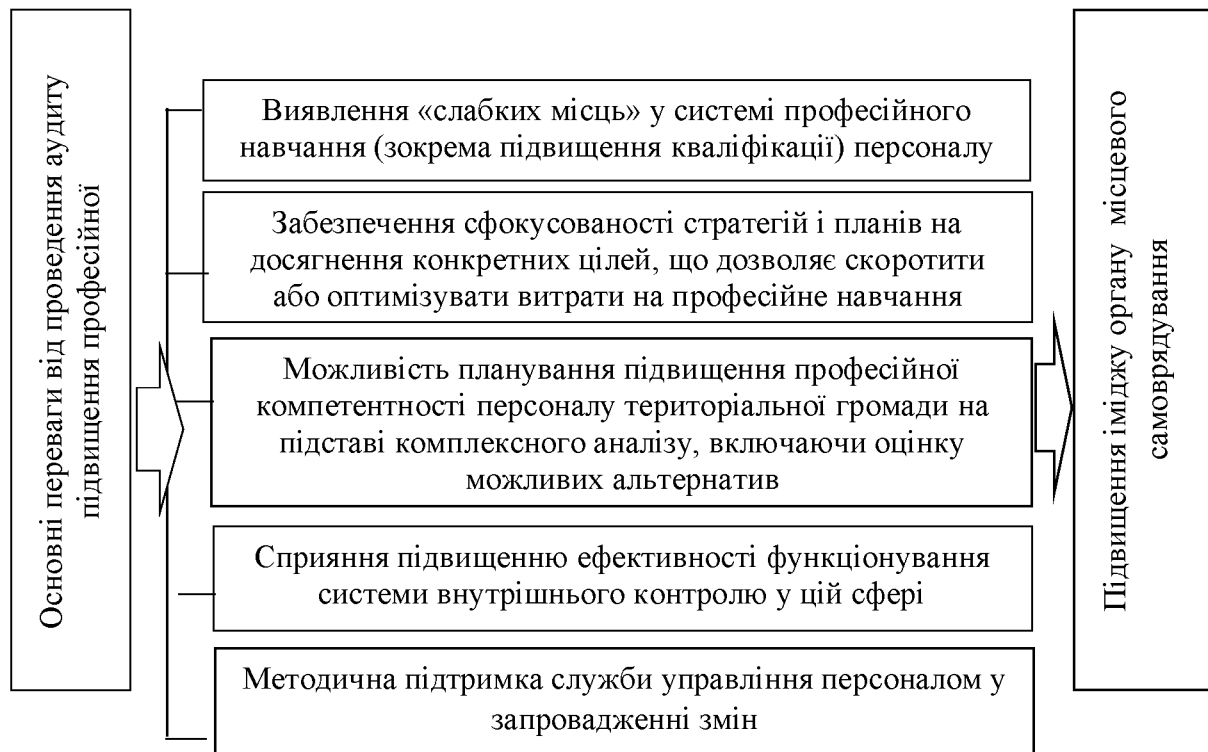 Основні переваги від проведення аудиту
підвищення професійної
Виявлення «слабких місць» у системі професійного
навчання (зокрема підвищення кваліфікації) персоналу
Забезпечення сфокусованості стратегій і планів на
досягнення конкретних цілей, що дозволяє скоротити
або оптимізувати витрати на професійне навчання
Можливість планування підвищення професійної
компетентності персоналу територіальної громади на
підставі комплексного аналізу, включаючи оцінку
можливих альтернатив
Сприяння підвищенню ефективності функціонування
системи внутрішнього контролю у цій сфері
Методична підтримка служби управління персоналом у
запровадженні змін
Підвищення іміджу органу місцевого
самоврядування